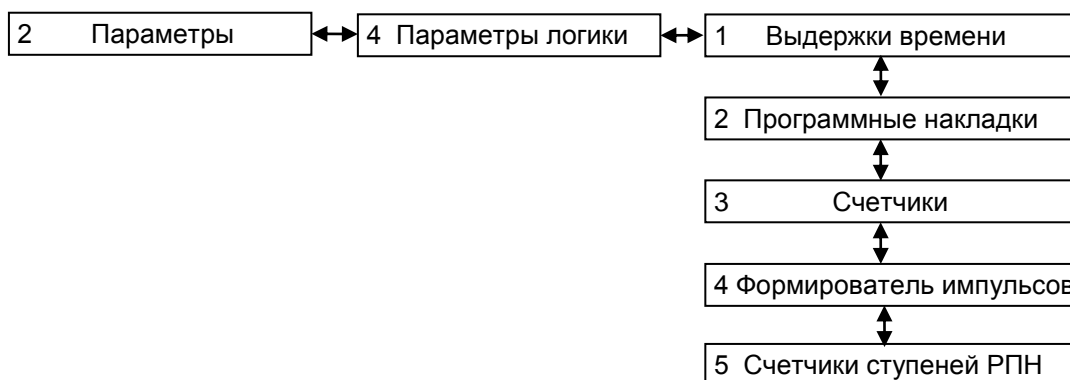 2 Параметры
4 Параметры логики
1 Выдержки времени
2 Программные накладки
3 Счетчики
4 Формирователь импульсов
5 Счетчики ступеней РПН